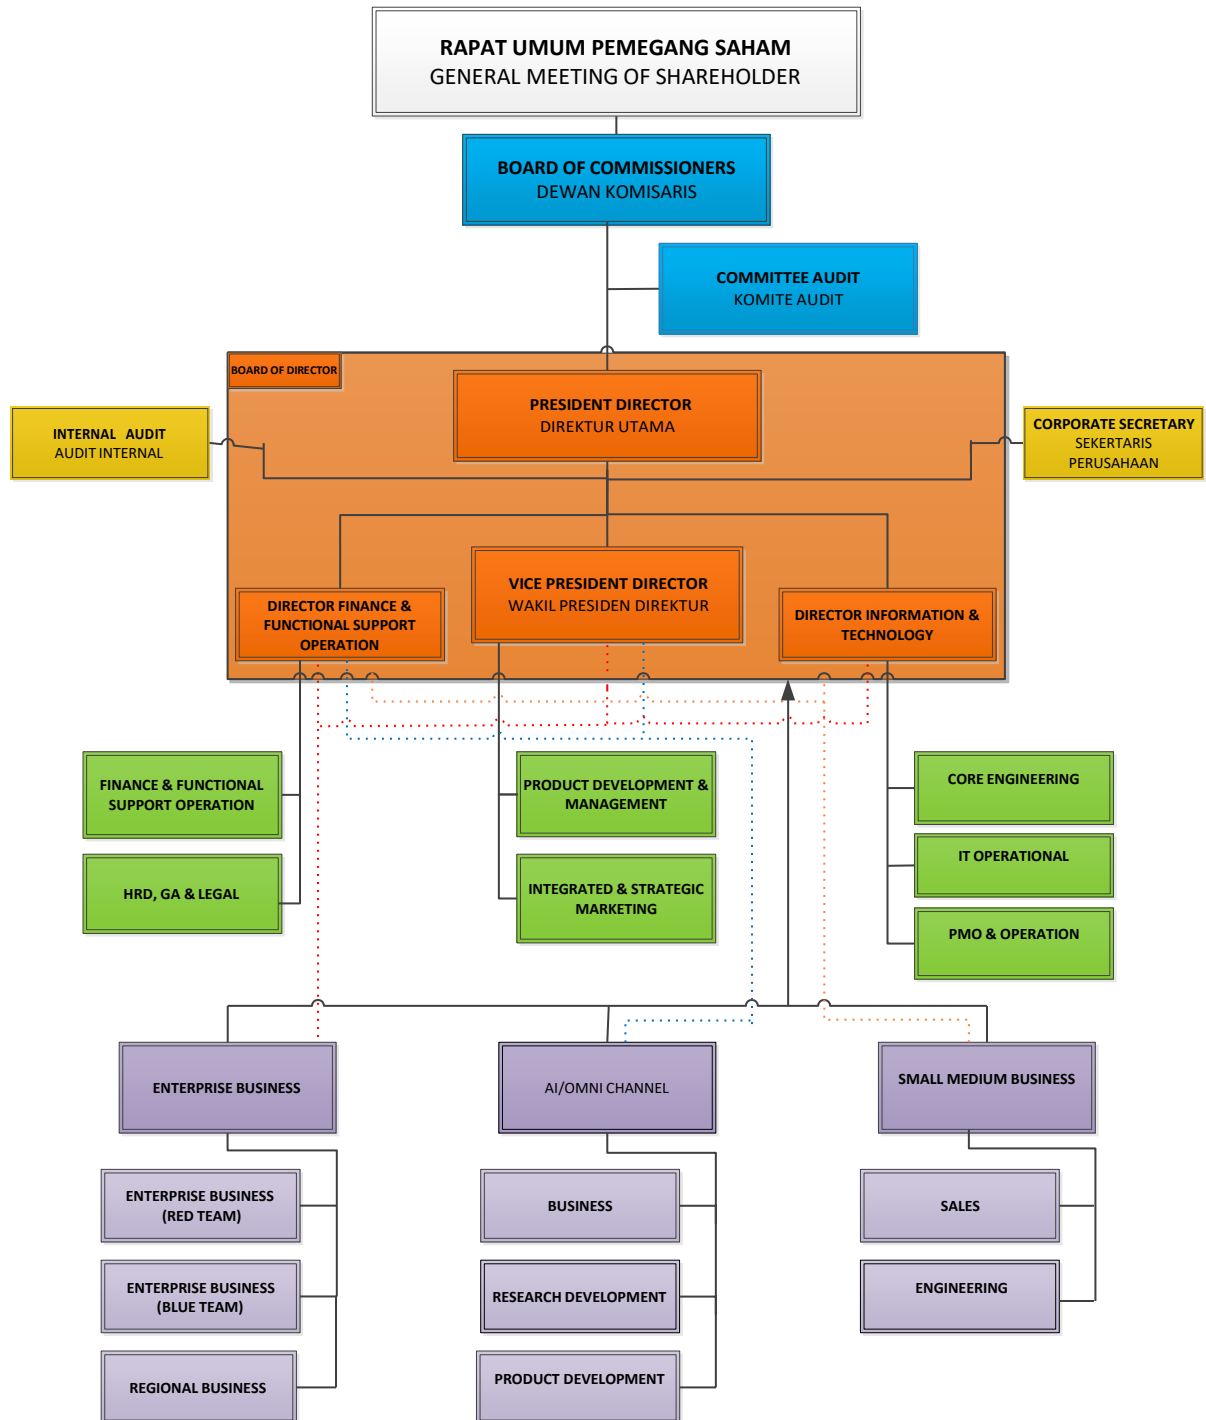 RAPAT UMUM PEMEGANG SAHAM
GENERAL MEETING OF SHAREHOLDER
BOARD OF COMMISSIONERS
DEWAN KOMISARIS
COMMITTEE AUDIT
KOMITE AUDIT
BOARD OF DIRECTOR
PRESIDENT DIRECTOR
DIREKTUR UTAMA
INTERNAL AUDIT
AUDIT INTERNAL
CORPORATE SECRETARY
SEKERTARIS
PERUSAHAAN
DIRECTOR FINANCE &
FUNCTIONAL SUPPORT
OPERATION
VICE PRESIDENT DIRECTOR
WAKIL PRESIDEN DIREKTUR
DIRECTOR INFORMATION &
TECHNOLOGY
FINANCE & FUNCTIONAL
SUPPORT OPERATION
HRD, GA & LEGAL
PRODUCT DEVELOPMENT &
MANAGEMENT
INTEGRATED & STRATEGIC
MARKETING
CORE ENGINEERING
IT OPERATIONAL
PMO & OPERATION
ENTERPRISE BUSINESS
AI/OMNI CHANNEL
SMALL MEDIUM BUSINESS
ENTERPRISE BUSINESS
(RED TEAM)
ENTERPRISE BUSINESS
(BLUE TEAM)
REGIONAL BUSINESS
BUSINESS
RESEARCH DEVELOPMENT
PRODUCT DEVELOPMENT
SALES
ENGINEERING